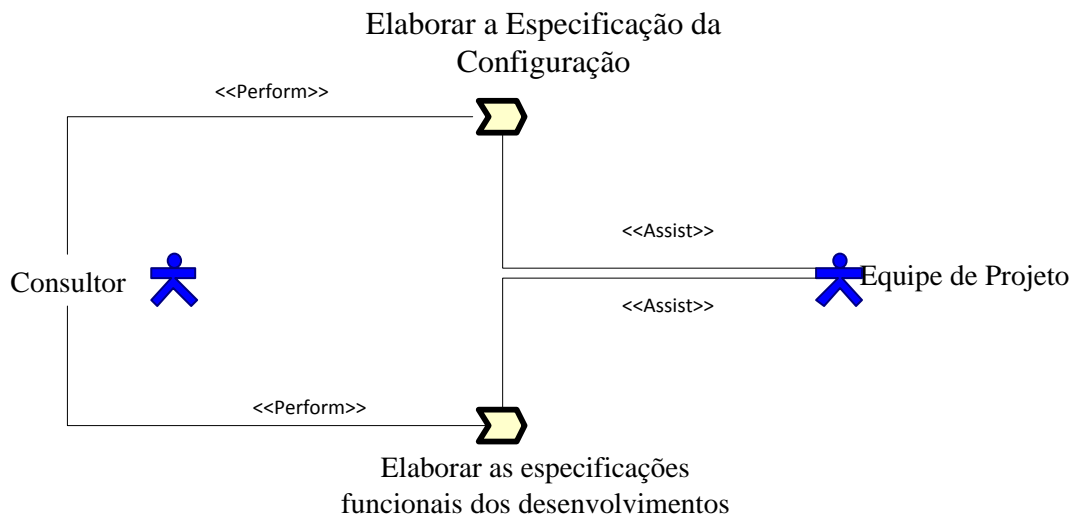 Elaborar a Especificação da
Configuração
<<Perform>>
<<Assist>>
Consultor
Equipe de Projeto
<<Assist>>
<<Perform>>
Elaborar as especificações
funcionais dos desenvolvimentos